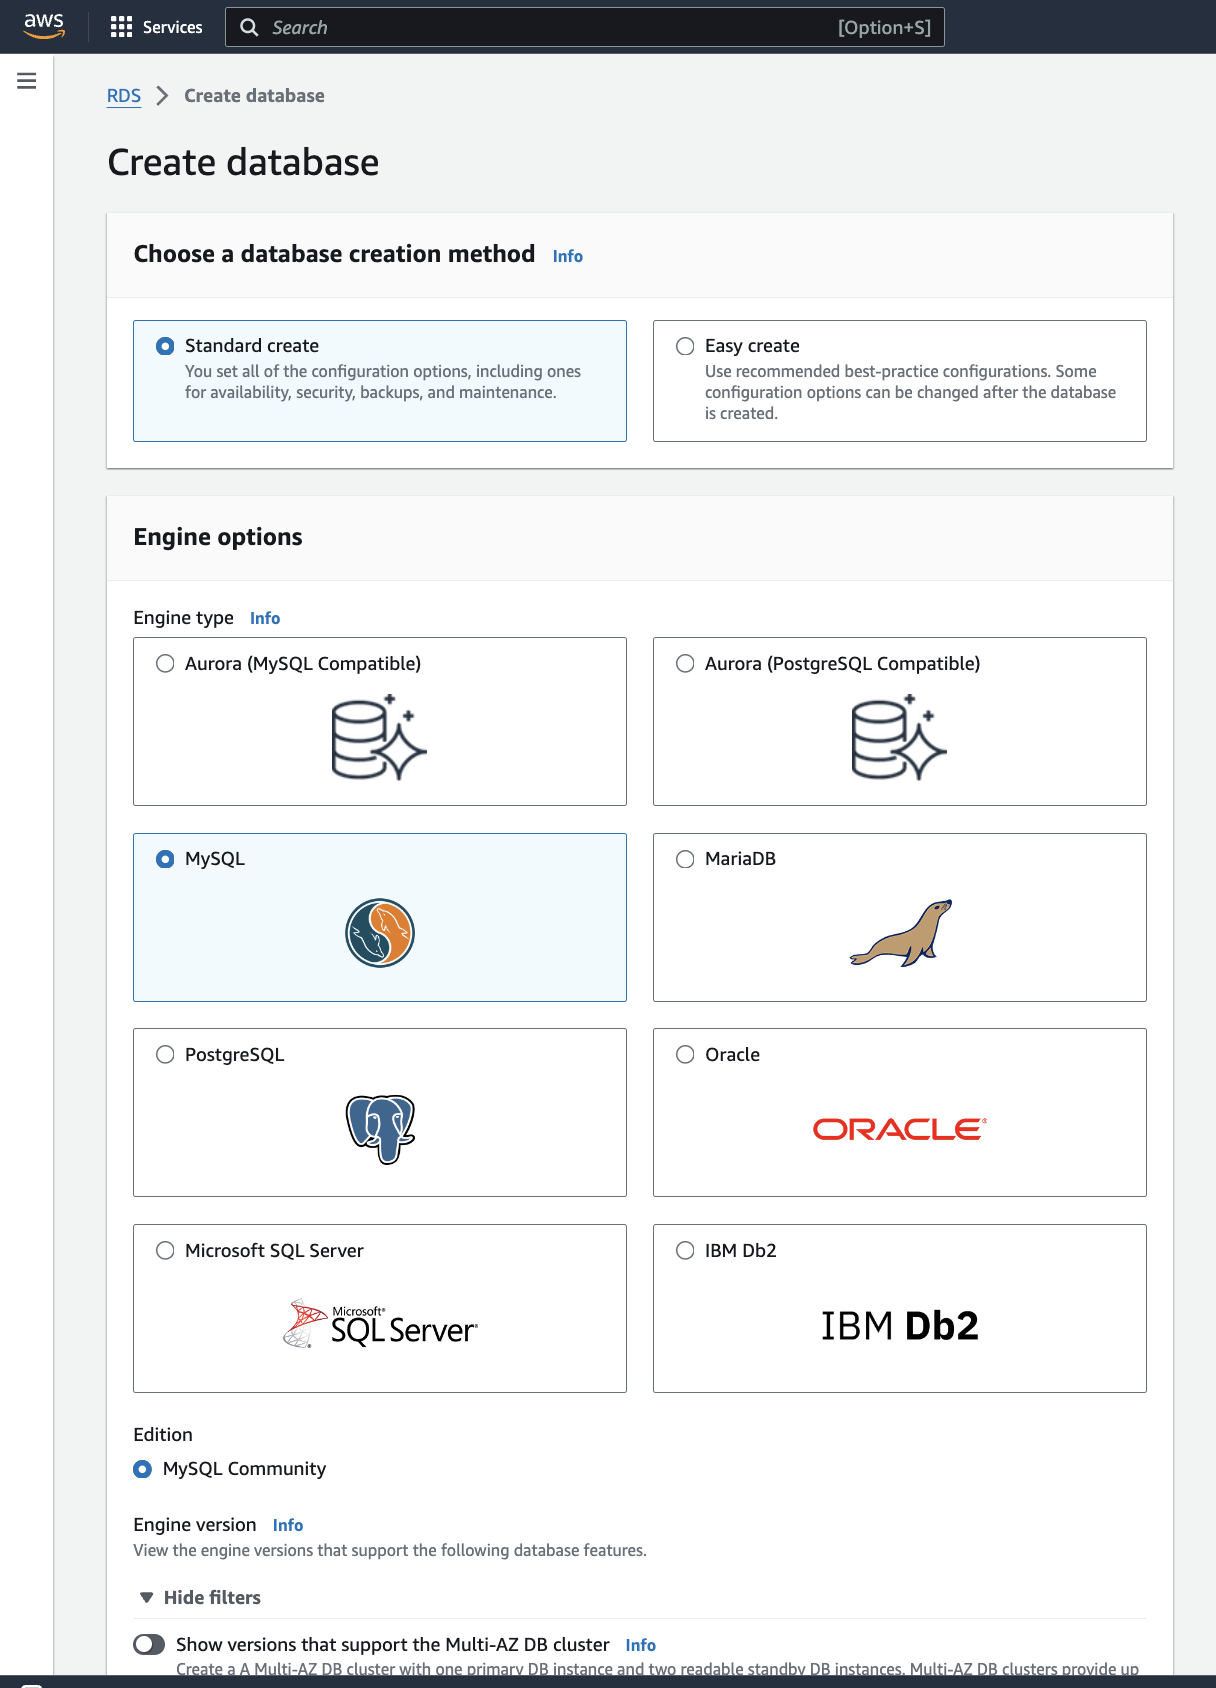 aws
Services
Search
[Option+S]
RDS
Create database
Create database
Choose a database creation method Info
Standard create
You set all of the configuration options, including ones
for availability, security, backups, and maintenance.
Easy create
Use recommended best-practice configurations. Some
configuration options can be changed after the database
is created.
Engine options
Engine type Info
Aurora (MySQL Compatible)
Aurora (PostgreSQL Compatible)
MySQL
MariaDB
PostgreSQL
Oracle
ORACLE®
Microsoft SQL Server
Microsoft®
SQL Server®
IBM Db2
IBM Db2
Edition
MySQL Community
Engine version Info
View the engine versions that support the following database features.
Hide filters
Show versions that support the Multi-AZ DB cluster Info
Create a A Multi-AZ DB cluster with one primary DB instance and two readable standby DB instances. Multi-AZ DB clusters provide up